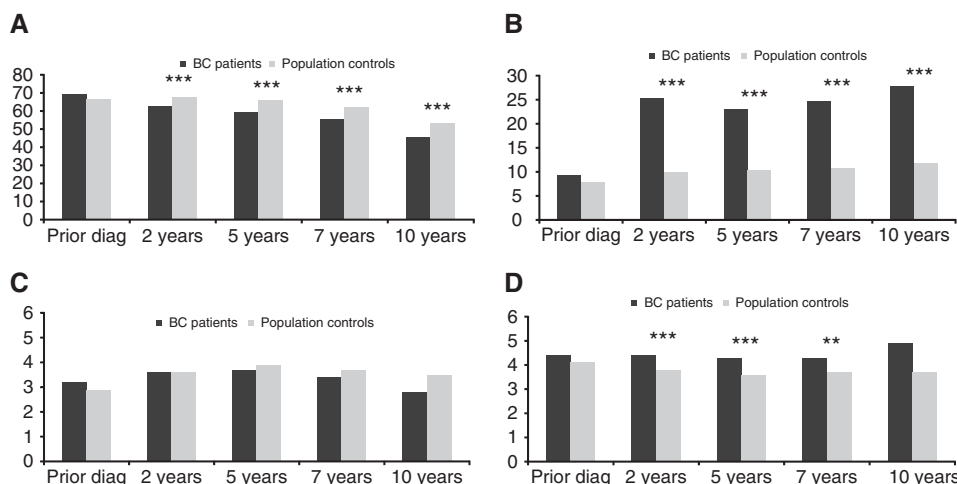 A
BC patients Population controls
80
70
60
50
40
30
20
10
0
*** *** *** ***
Prior diag 2 years 5 years 7 years 10 years
B
BC patients Population controls
30
25
20
15
10
5
0
*** *** *** ***
Prior diag 2 years 5 years 7 years 10 years
C
BC patients Population controls
6
5
4
3
2
1
0
Prior diag 2 years 5 years 7 years 10 years
D
BC patients Population controls
6
5
4
3
2
1
0
*** *** **
Prior diag 2 years 5 years 7 years 10 years